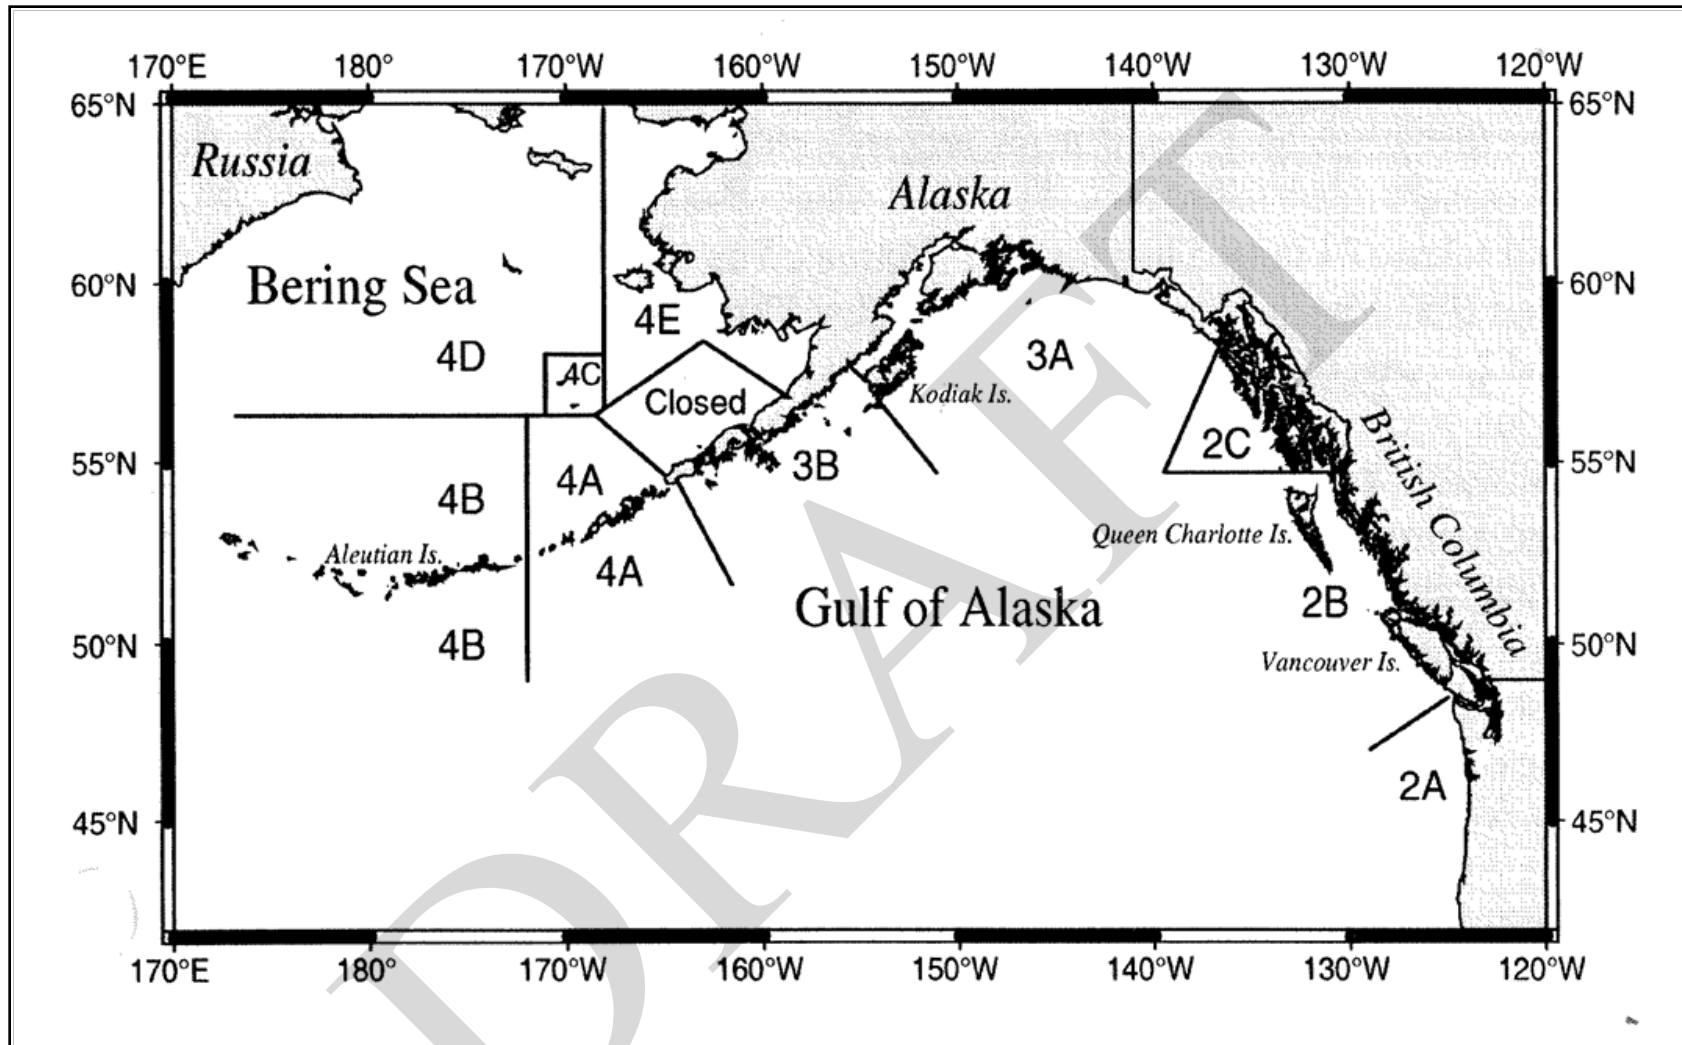 170°E 180° 170°W 160°W 150°W 140°W 130°W 120°W
65°N 65°N
Russia
Alaska
60°N 60°N
Bering Sea
4E
4D
4C
3A
Closed
Kodiak Is.
British Columbia
2C
55°N 55°N
3B
4A
4B
Queen Charlotte Is.
Aleutian Is.
4A
2B
Gulf of Alaska
50°N 50°N
4B
Vancouver Is.
2A
45°N 45°N
170°E 180° 170°W 160°W 150°W 140°W 130°W 120°W
DRAFT